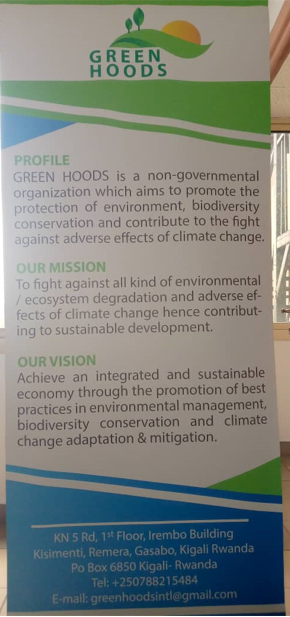 GREEN
HOODS
PROFILE
GREEN HOODS is a non-governmental
organization which aims to promote the
protection of environment, biodiversity
conservation and contribute to the fight
against adverse effects of climate change.
OUR MISSION
To fight against all kind of environmental
/ ecosystem degradation and adverse ef-
fects of climate change hence contribut-
ing to sustainable development.
OUR VISION
Achieve an integrated and sustainable
economy through the promotion of best
practices in environmental management,
biodiversity conservation and climate
change adaptation & mitigation.
KN 5 Rd, 1st Floor, Irembo Building
Kisimenti, Remera, Gasabo, Kigali Rwanda
Po Box 6850 Kigali- Rwanda
Tel: +250788215484
E-mail: greenhoodsintl@gmail.com